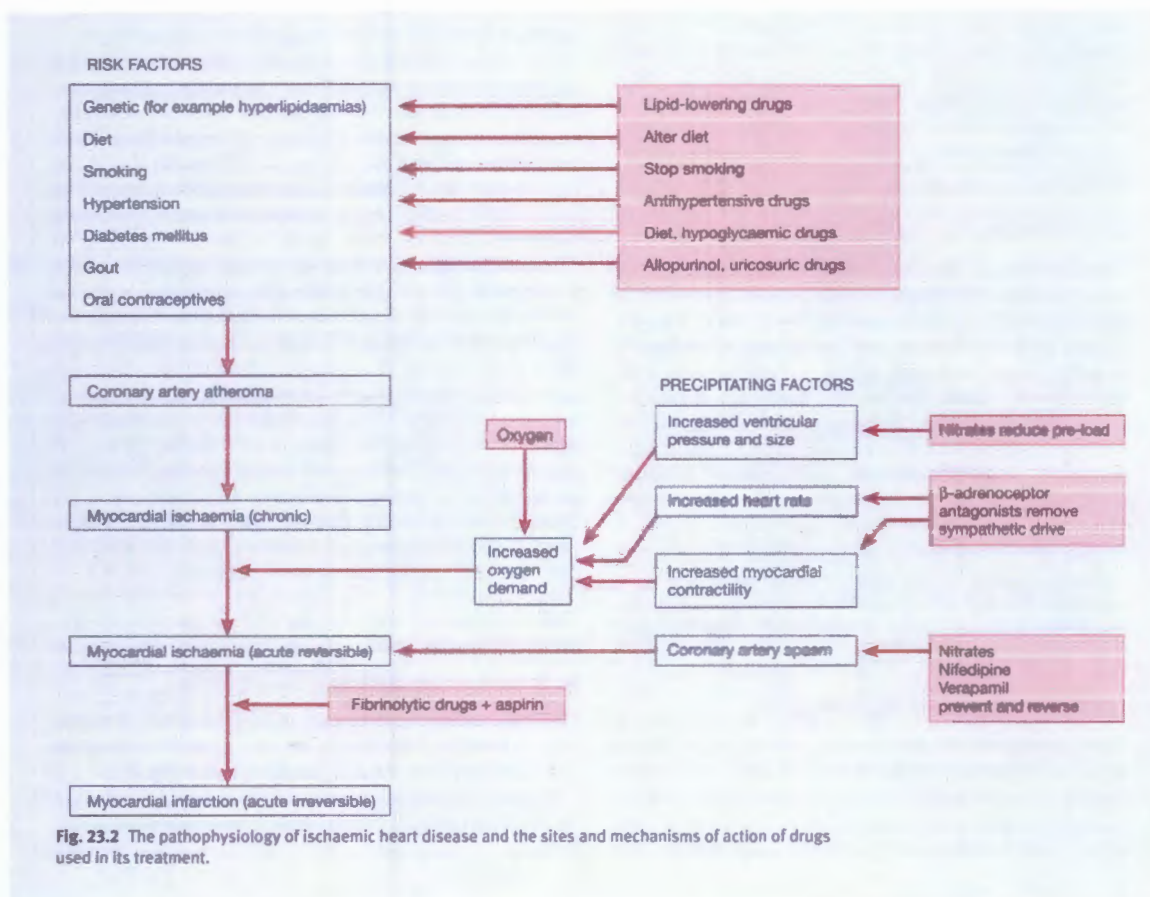 RISK FACTORS
Genetic (for example hyperlipidaemias)
Diet
Smoking
Hypertension
Diabetes mellitus
Gout
Oral contraceptives
Lipid-lowering drugs
Alter diet
Stop smoking
Antihypertensive drugs
Diet, hypoglycaemic drugs
Allopurinol, uricosuric drugs
Coronary artery atheroma
PRECIPITATING FACTORS
Increased ventricular
pressure and size
Nitrates reduce pre-load
Oxygen
Myocardial ischaemia (chronic)
Increased heart rate
β-adrenoceptor
antagonists remove
sympathetic drive
Increased
oxygen
demand
Increased myocardial
contractility
Myocardial ischaemia (acute reversible)
Coronary artery spasm
Nitrates
Nifedipine
Verapamil
prevent and reverse
Fibrinolytic drugs + aspirin
Myocardial infarction (acute irreversible)
Fig. 23.2 The pathophysiology of ischaemic heart disease and the sites and mechanisms of action of drugs
used in its treatment.